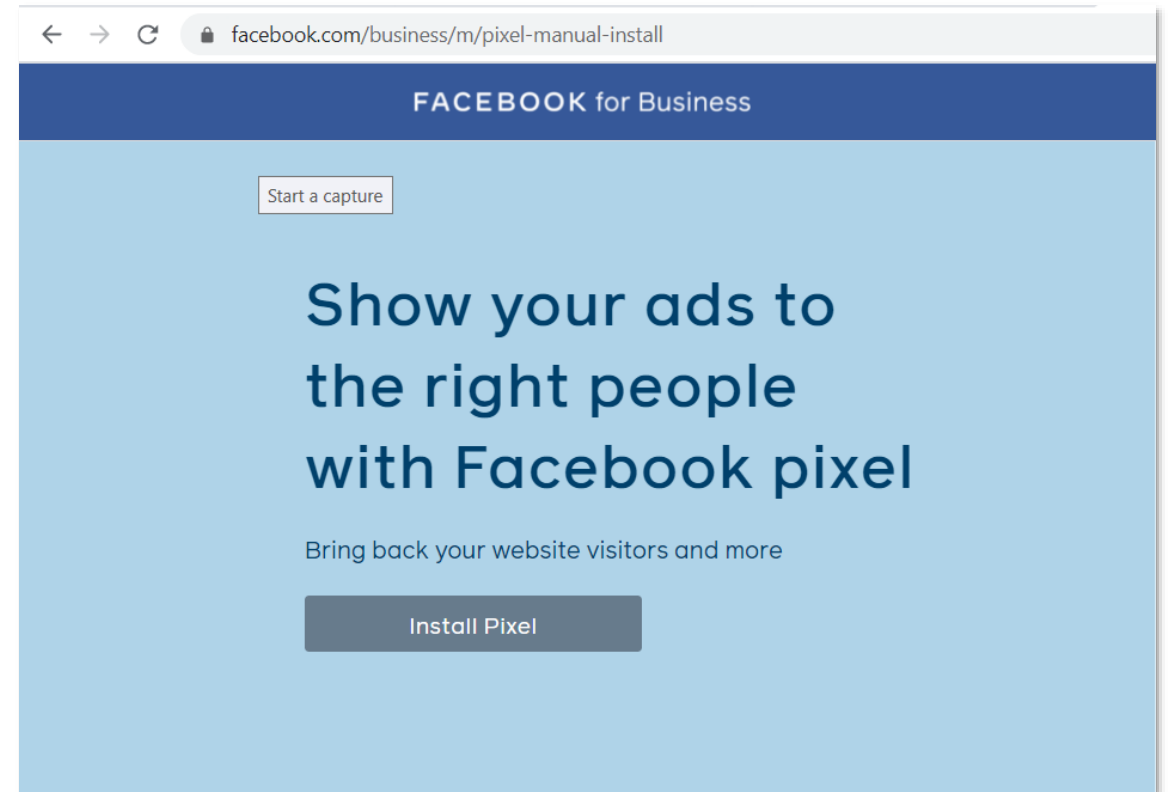 facebook.com/business/m/pixel-manual-install
FACEBOOK for Business
Start a capture
Show your ads to
the right people
with Facebook pixel
Bring back your website visitors and more
Install Pixel